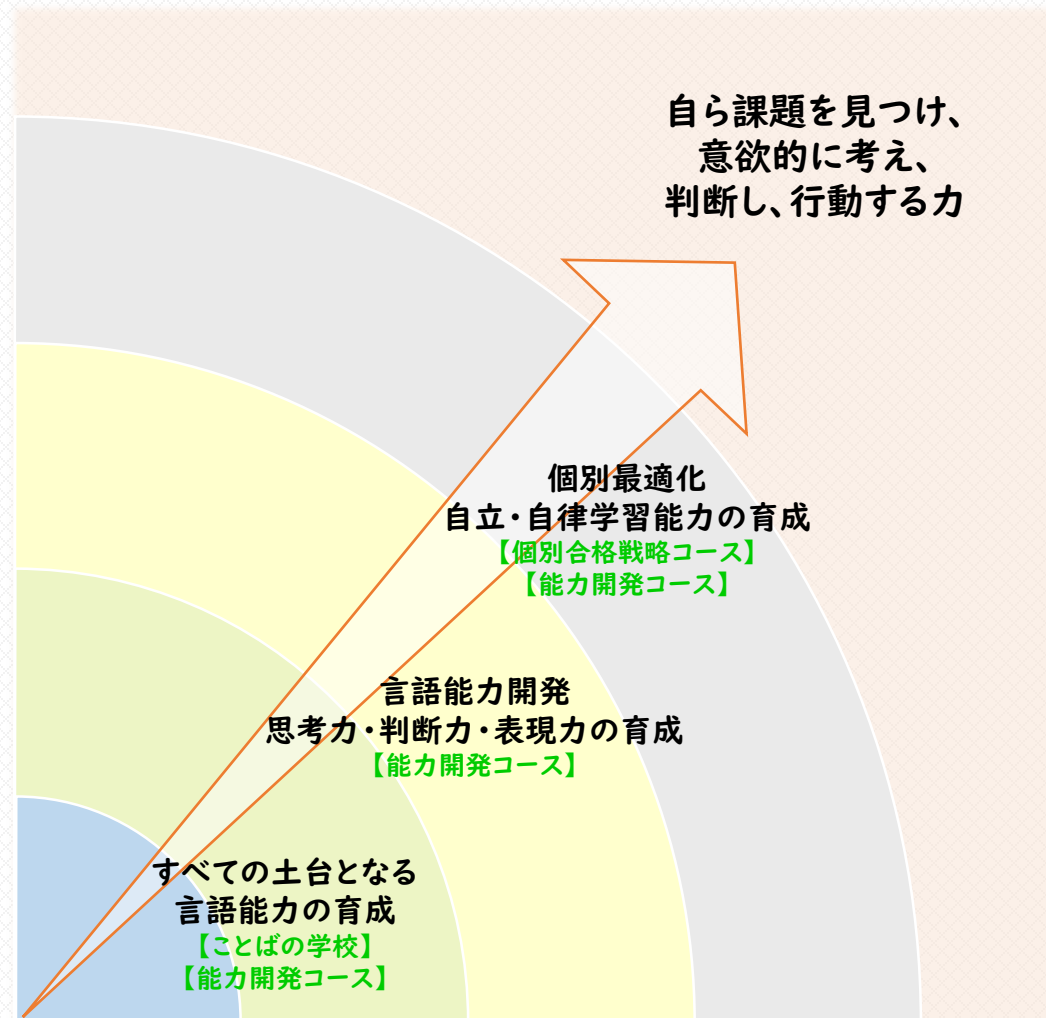 自ら課題を見つけ、
意欲的に考え、
判断し、行動する力
個別最適化
自立・自律学習能力の育成
【個別合格戦略コース】
【能力開発コース】
言語能力開発
思考力・判断力・表現力の育成
【能力開発コース】
すべての土台となる
言語能力の育成
【ことばの学校】
【能力開発コース】